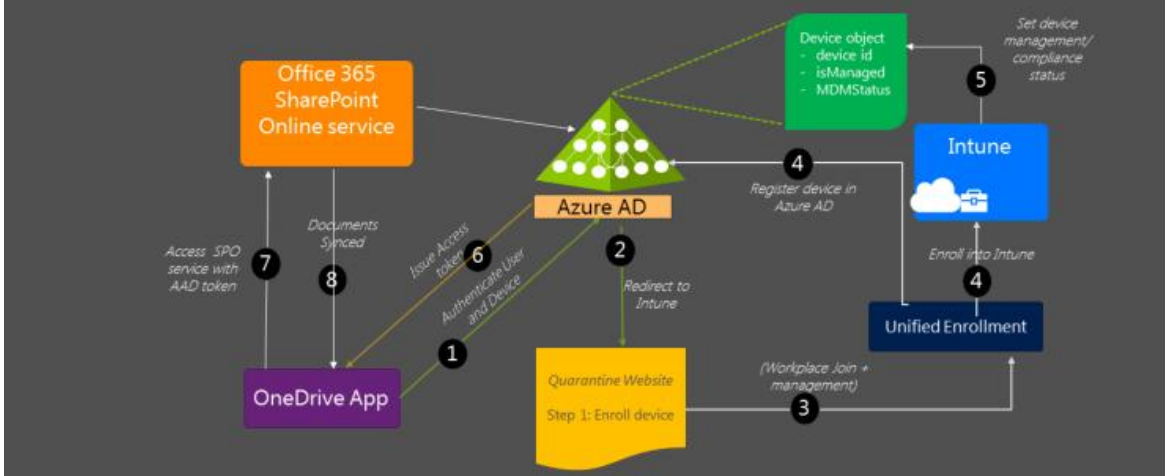 Office 365
SharePoint
Online service
Device object
- device id
- isManaged
- MDMStatus
Set device
management/
compliance
status
5
Intune
4
Register device in
Azure AD
Azure AD
Access SPO
service with
AAD token
7
Documents
Synced
8
Issue Access
token
6
Authenticate User
and Device
1
2
Redirect to
Intune
Enroll into Intune
4
Unified Enrollment
OneDrive App
Quarantine Website
Step 1: Enroll device
(Workplace Join +
management)
3